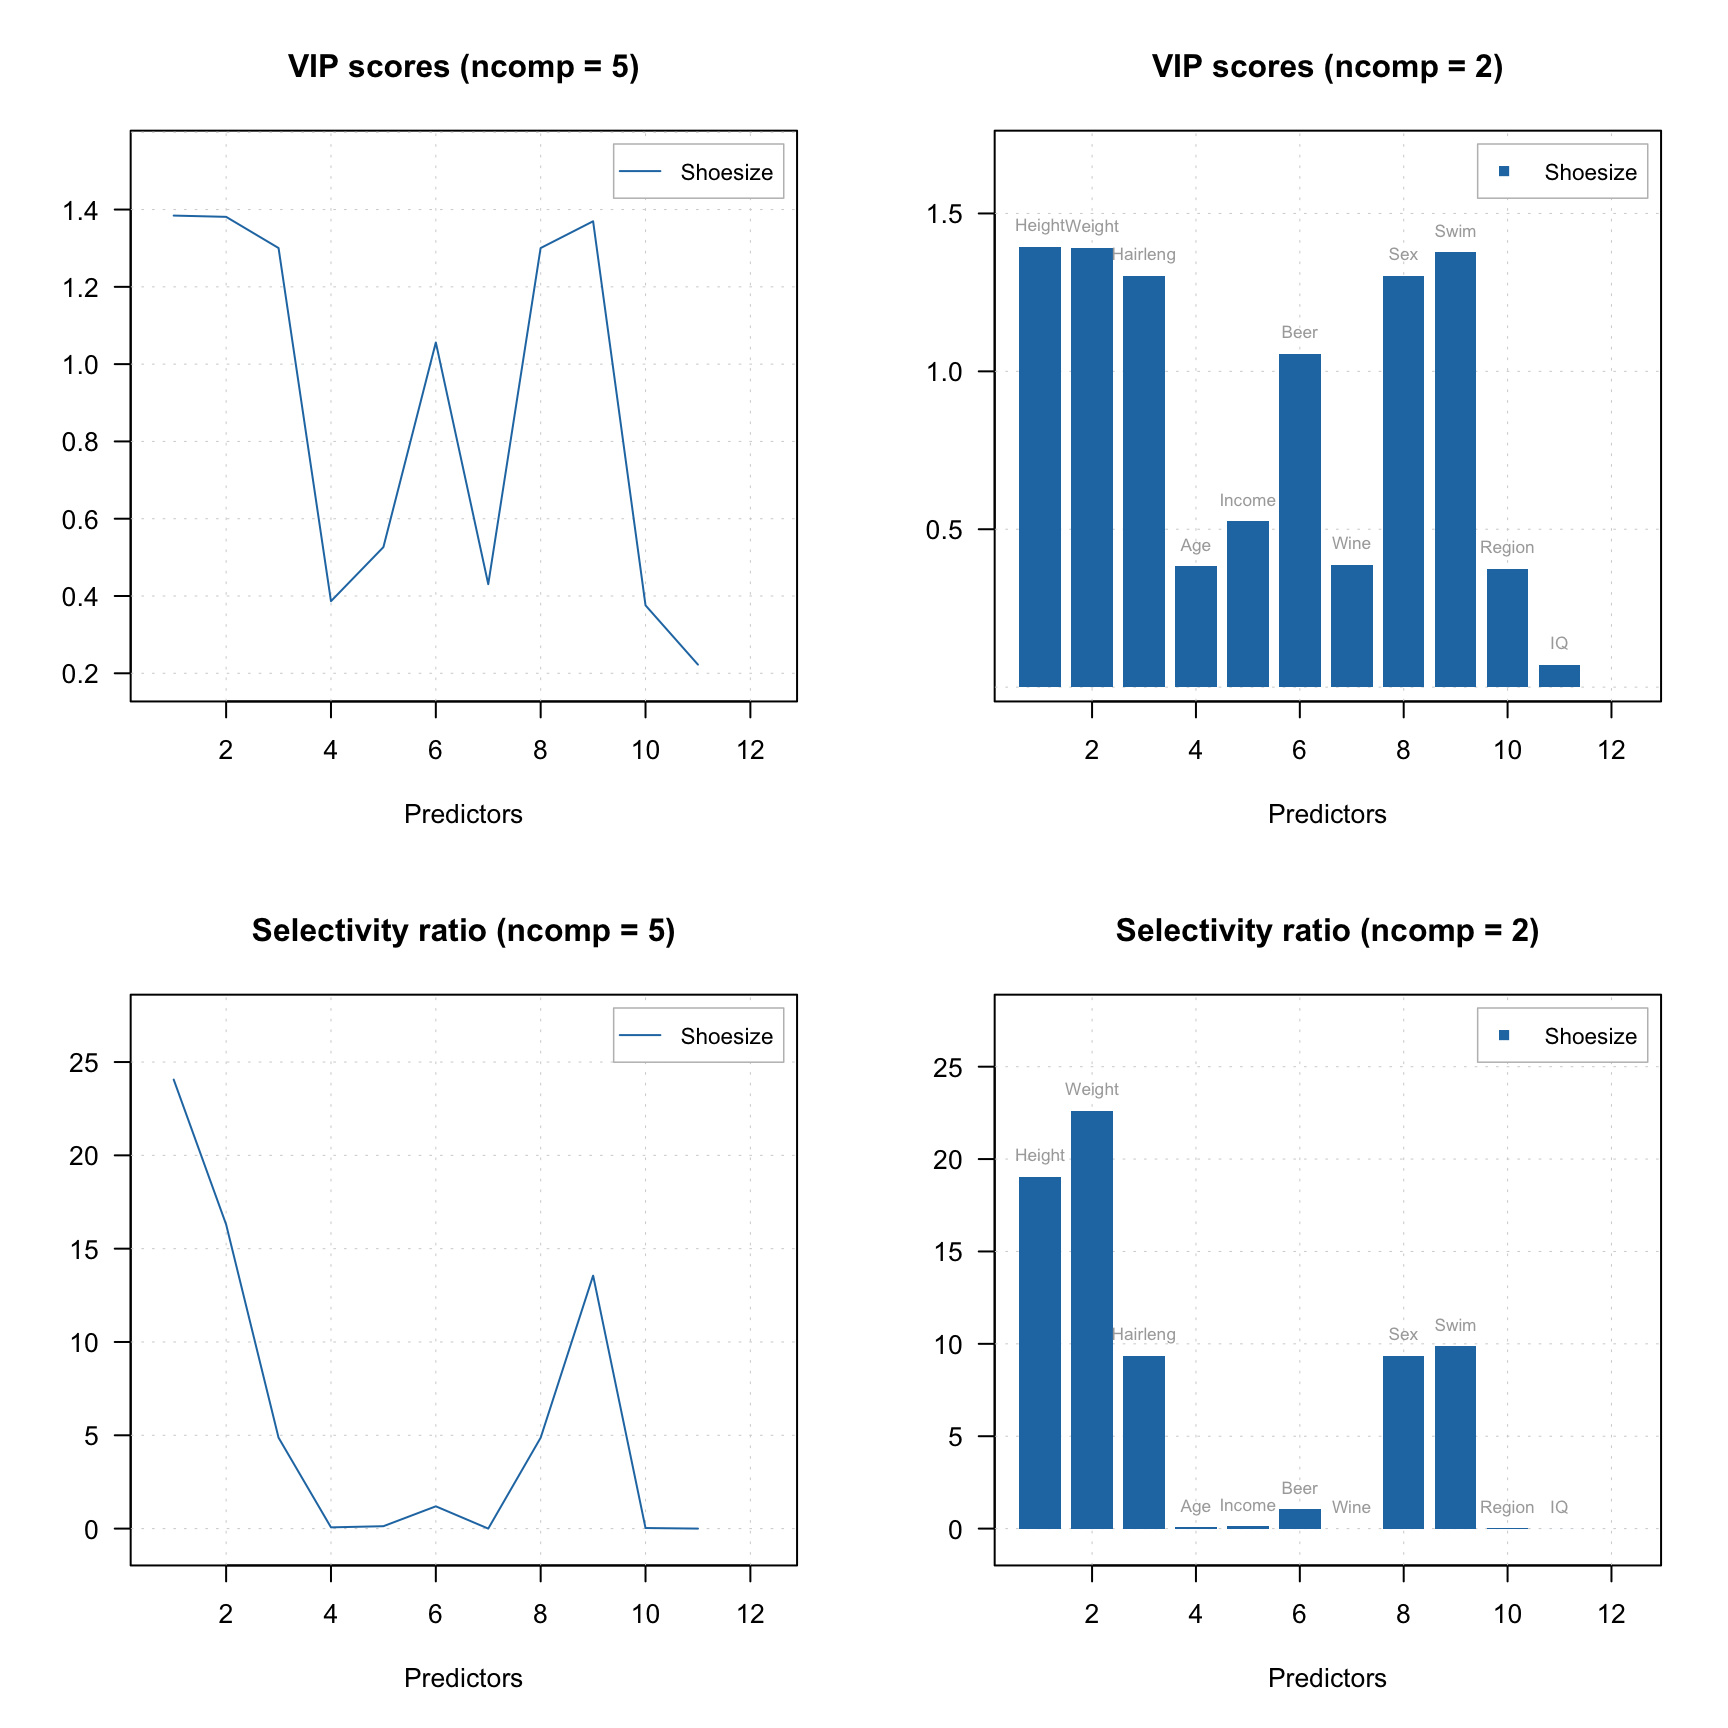 VIP scores (ncomp = 5)
Shoesize
1.4
1.2
1.0
0.8
0.6
0.4
0.2
2 4 6 8 10 12
Predictors
VIP scores (ncomp = 2)
Shoesize
1.5
1.0
0.5
Height Weight
Hairleng
Age
Income
Beer
Wine
Sex
Swim
Region
IQ
2 4 6 8 10 12
Predictors
Selectivity ratio (ncomp = 5)
Shoesize
25
20
15
10
5
0
2 4 6 8 10 12
Predictors
Selectivity ratio (ncomp = 2)
Shoesize
25
20
15
10
5
0
Height
Weight
Hairleng
Age
Income
Beer
Wine
Sex
Swim
Region
IQ
2 4 6 8 10 12
Predictors